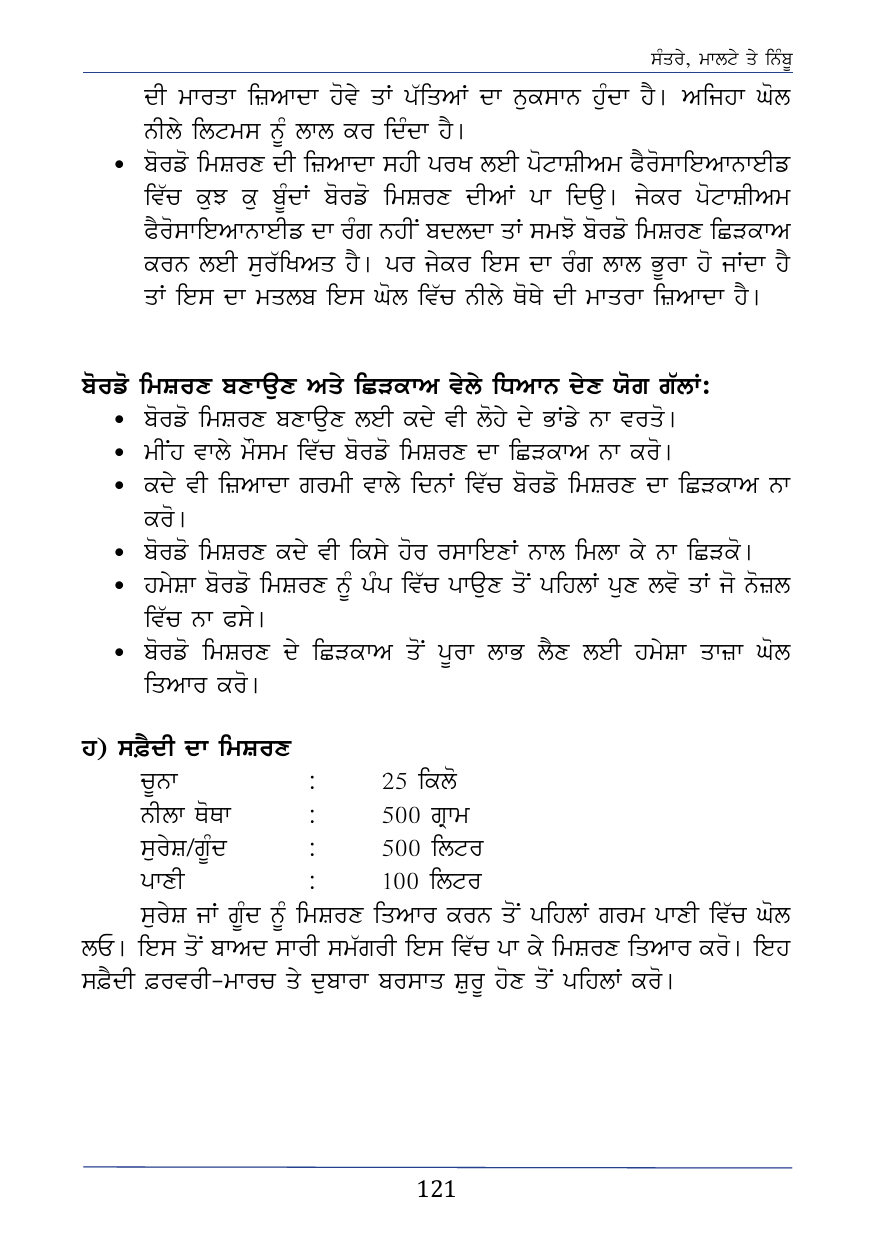 ਸੰਤਰੇ, ਮਾਲਟੇ ਤੇ ਨਿੰਬੂ
ਦੀ ਮਾਰਤਾ ਜ਼ਿਆਦਾ ਹੋਵੇ ਤਾਂ ਪੱਤਿਆਂ ਦਾ ਨੁਕਸਾਨ ਹੁੰਦਾ ਹੈ। ਅਜਿਹਾ ਘੋਲ
ਨੀਲੇ ਲਿਟਮਸ ਨੂੰ ਲਾਲ ਕਰ ਦਿੰਦਾ ਹੈ।
• ਬੋਰਡੋ ਮਿਸ਼ਰਣ ਦੀ ਜ਼ਿਆਦਾ ਸਹੀ ਪਰਖ ਲਈ ਪੋਟਾਸ਼ੀਅਮ ਫੈਰੋਸਾਇਆਨਾਈਡ
ਵਿੱਚ ਕੁਝ ਕੁ ਬੂੰਦਾਂ ਬੋਰਡੋ ਮਿਸ਼ਰਣ ਦੀਆਂ ਪਾ ਦਿਉ। ਜੇਕਰ ਪੋਟਾਸ਼ੀਅਮ
ਫੈਰੋਸਾਇਆਨਾਈਡ ਦਾ ਰੰਗ ਨਹੀਂ ਬਦਲਦਾ ਤਾਂ ਸਮਝੋ ਬੋਰਡੋ ਮਿਸ਼ਰਣ ਛਿੜਕਾਅ
ਕਰਨ ਲਈ ਸੁਰੱਖਿਅਤ ਹੈ। ਪਰ ਜੇਕਰ ਇਸ ਦਾ ਰੰਗ ਲਾਲ ਭੂਰਾ ਹੋ ਜਾਂਦਾ ਹੈ
ਤਾਂ ਇਸ ਦਾ ਮਤਲਬ ਇਸ ਘੋਲ ਵਿੱਚ ਨੀਲੇ ਥੋਥੇ ਦੀ ਮਾਤਰਾ ਜ਼ਿਆਦਾ ਹੈ।
ਬੋਰਡੋ ਮਿਸ਼ਰਣ ਬਣਾਉਣ ਅਤੇ ਛਿੜਕਾਅ ਵੇਲੇ ਧਿਆਨ ਦੇਣ ਯੋਗ ਗੱਲਾਂ:
• ਬੋਰਡੋ ਮਿਸ਼ਰਣ ਬਣਾਉਣ ਲਈ ਕਦੇ ਵੀ ਲੋਹੇ ਦੇ ਭਾਂਡੇ ਨਾ ਵਰਤੋ।
• ਮੀਂਹ ਵਾਲੇ ਮੌਸਮ ਵਿੱਚ ਬੋਰਡੋ ਮਿਸ਼ਰਣ ਦਾ ਛਿੜਕਾਅ ਨਾ ਕਰੋ।
• ਕਦੇ ਵੀ ਜ਼ਿਆਦਾ ਗਰਮੀ ਵਾਲੇ ਦਿਨਾਂ ਵਿੱਚ ਬੋਰਡੋ ਮਿਸ਼ਰਣ ਦਾ ਛਿੜਕਾਅ ਨਾ
ਕਰੋ।
• ਬੋਰਡੋ ਮਿਸ਼ਰਣ ਕਦੇ ਵੀ ਕਿਸੇ ਹੋਰ ਰਸਾਇਣਾਂ ਨਾਲ ਮਿਲਾ ਕੇ ਨਾ ਛਿੜਕੋ।
• ਹਮੇਸ਼ਾ ਬੋਰਡੋ ਮਿਸ਼ਰਣ ਨੂੰ ਪੰਪ ਵਿੱਚ ਪਾਉਣ ਤੋਂ ਪਹਿਲਾਂ ਪੁਣ ਲਵੋ ਤਾਂ ਜੋ ਨੋਜ਼ਲ
ਵਿੱਚ ਨਾ ਫਸੇ।
• ਬੋਰਡੋ ਮਿਸ਼ਰਣ ਦੇ ਛਿੜਕਾਅ ਤੋਂ ਪੂਰਾ ਲਾਭ ਲੈਣ ਲਈ ਹਮੇਸ਼ਾ ਤਾਜ਼ਾ ਘੋਲ
ਤਿਆਰ ਕਰੋ।
ਹ) ਸਫ਼ੈਦੀ ਦਾ ਮਿਸ਼ਰਣ
ਚੂਨਾ : 25 ਕਿਲੋ
ਨੀਲਾ ਥੋਥਾ : 500 ਗ੍ਰਾਮ
ਸੁਰੇਸ਼/ਗੂੰਦ : 500 ਲਿਟਰ
ਪਾਣੀ : 100 ਲਿਟਰ
ਸੁਰੇਸ਼ ਜਾਂ ਗੂੰਦ ਨੂੰ ਮਿਸ਼ਰਣ ਤਿਆਰ ਕਰਨ ਤੋਂ ਪਹਿਲਾਂ ਗਰਮ ਪਾਣੀ ਵਿੱਚ ਘੋਲ
ਲਓ। ਇਸ ਤੋਂ ਬਾਅਦ ਸਾਰੀ ਸਮੱਗਰੀ ਇਸ ਵਿੱਚ ਪਾ ਕੇ ਮਿਸ਼ਰਣ ਤਿਆਰ ਕਰੋ। ਇਹ
ਸਫ਼ੈਦੀ ਫ਼ਰਵਰੀ-ਮਾਰਚ ਤੇ ਦੁਬਾਰਾ ਬਰਸਾਤ ਸ਼ੁਰੂ ਹੋਣ ਤੋਂ ਪਹਿਲਾਂ ਕਰੋ।
121